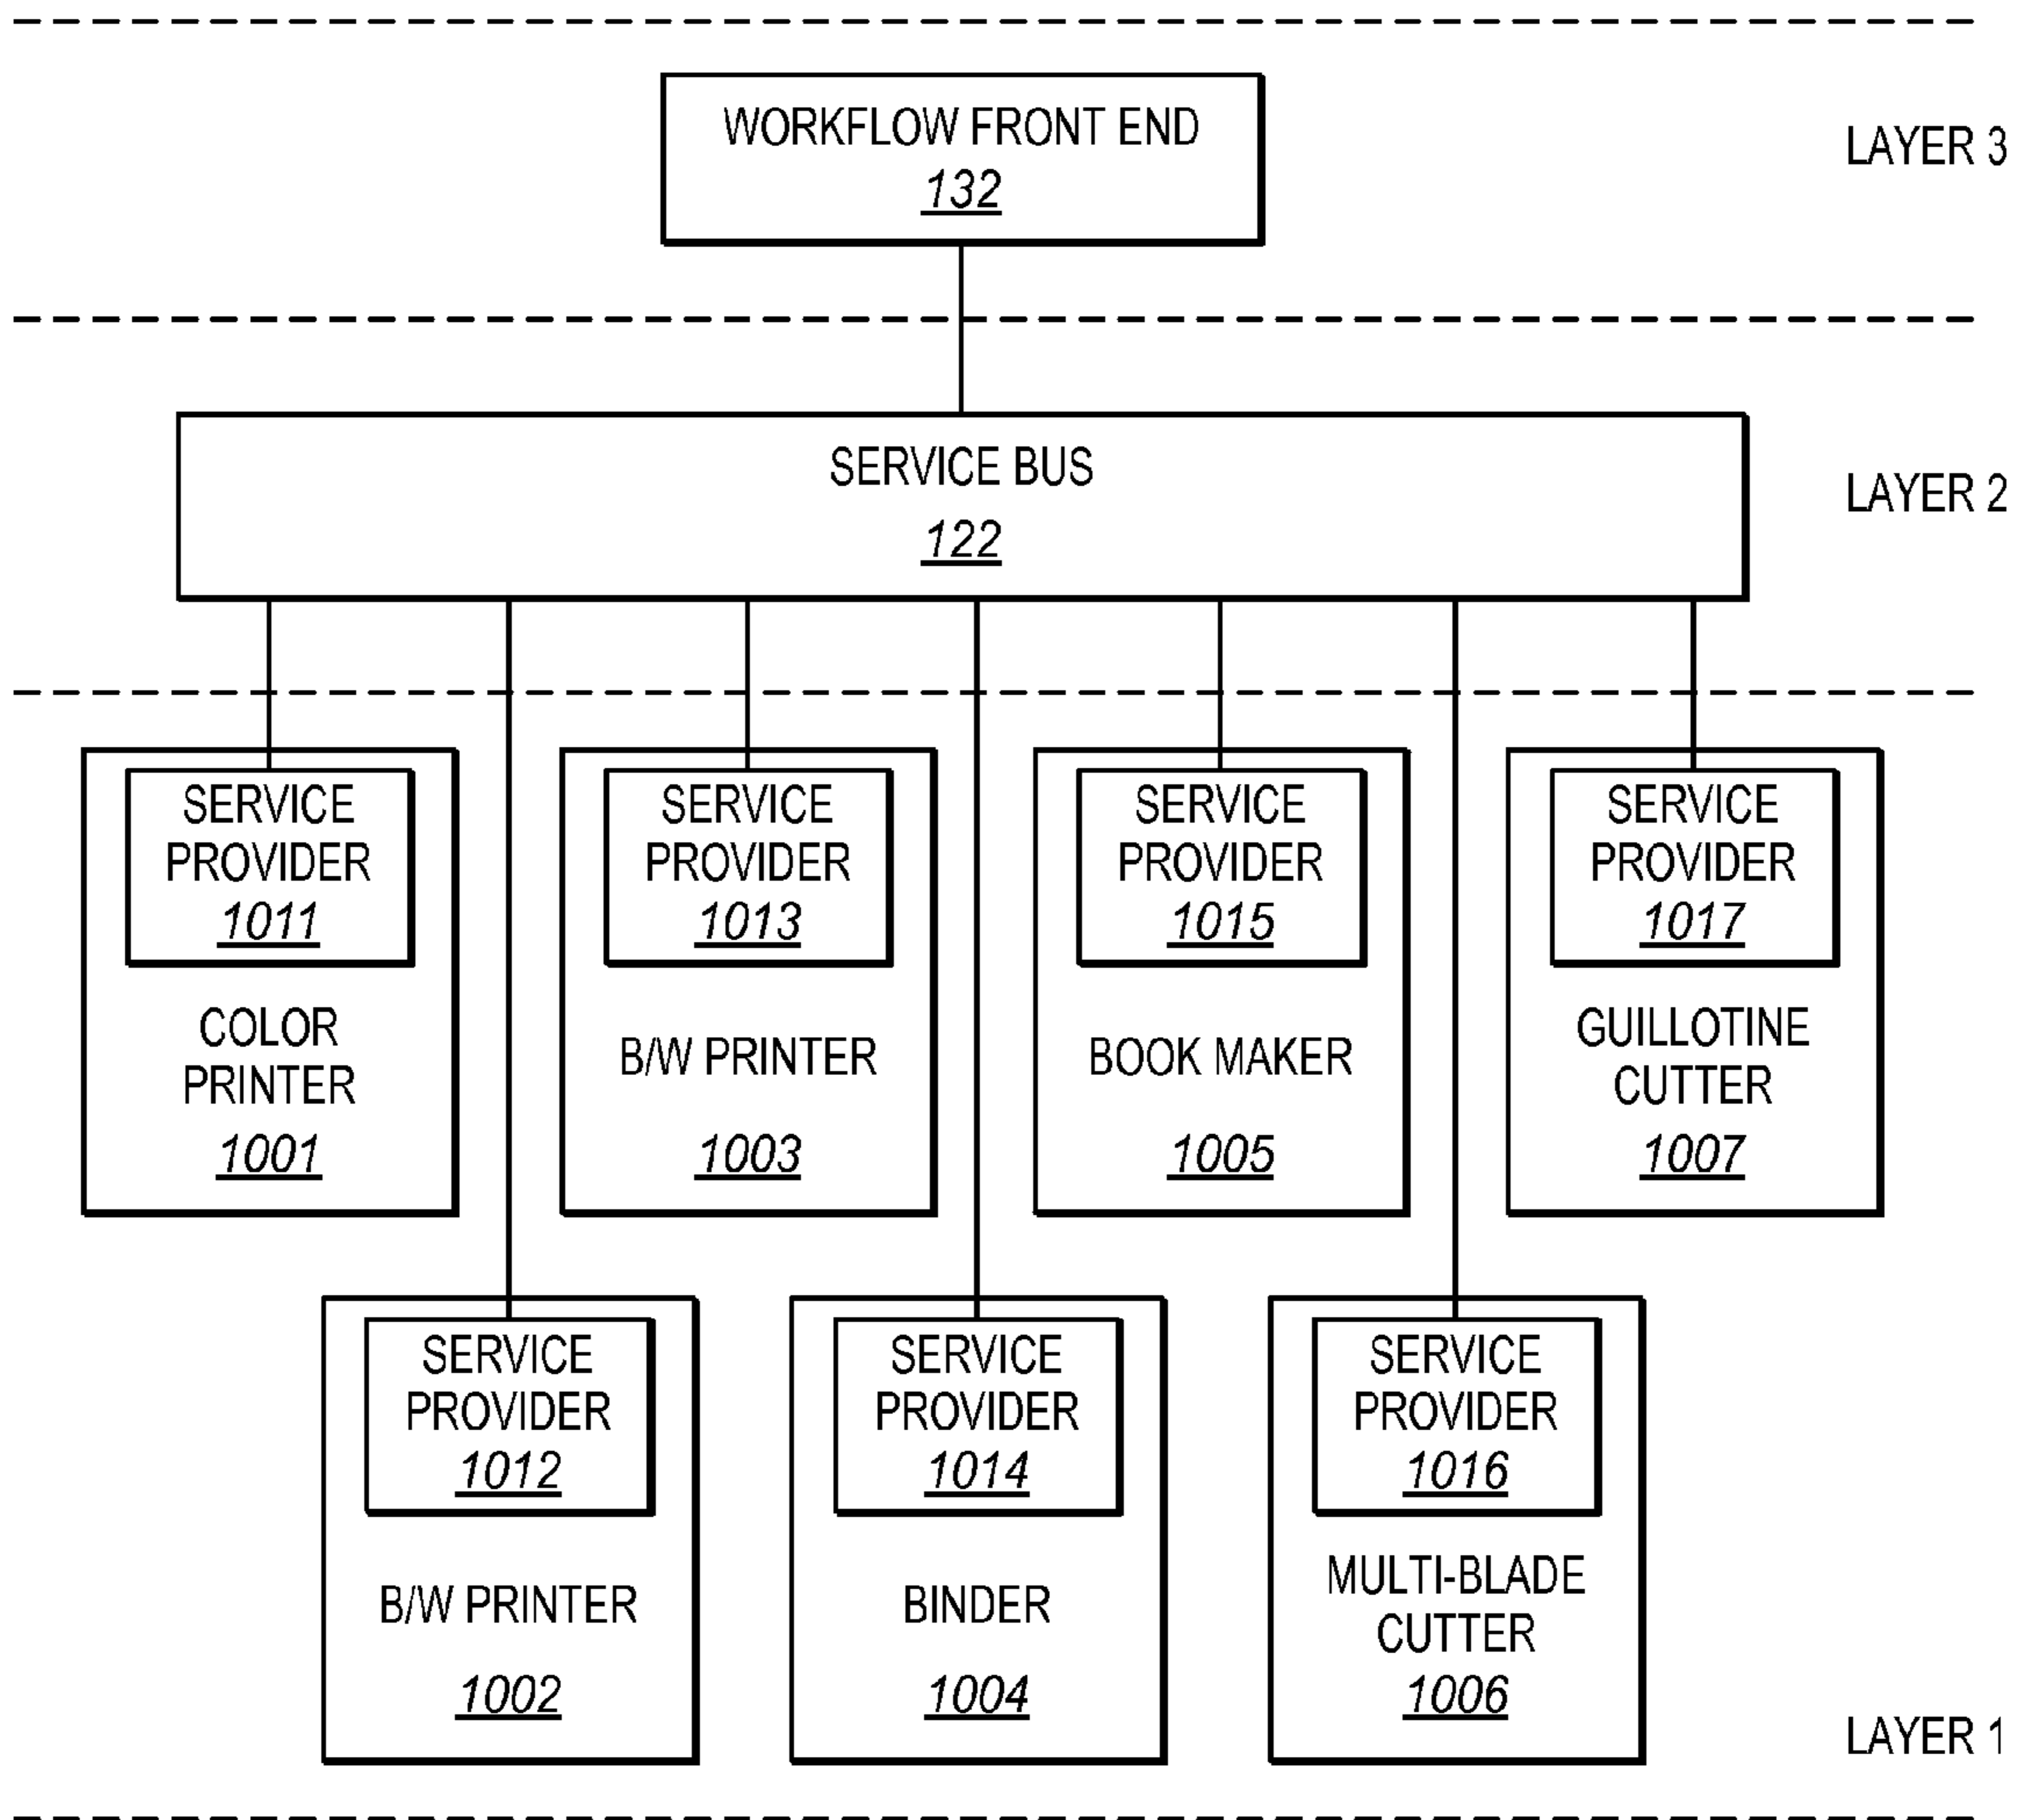 WORKFLOW FRONT END
132
LAYER 3
SERVICE BUS
122
LAYER 2
SERVICE
PROVIDER
1011
COLOR
PRINTER
1001
SERVICE
PROVIDER
1013
B/W PRINTER
1003
SERVICE
PROVIDER
1015
BOOK MAKER
1005
SERVICE
PROVIDER
1017
GUILLOTINE
CUTTER
1007
SERVICE
PROVIDER
1012
B/W PRINTER
1002
SERVICE
PROVIDER
1014
BINDER
1004
SERVICE
PROVIDER
1016
MULTI-BLADE
CUTTER
1006
LAYER 1